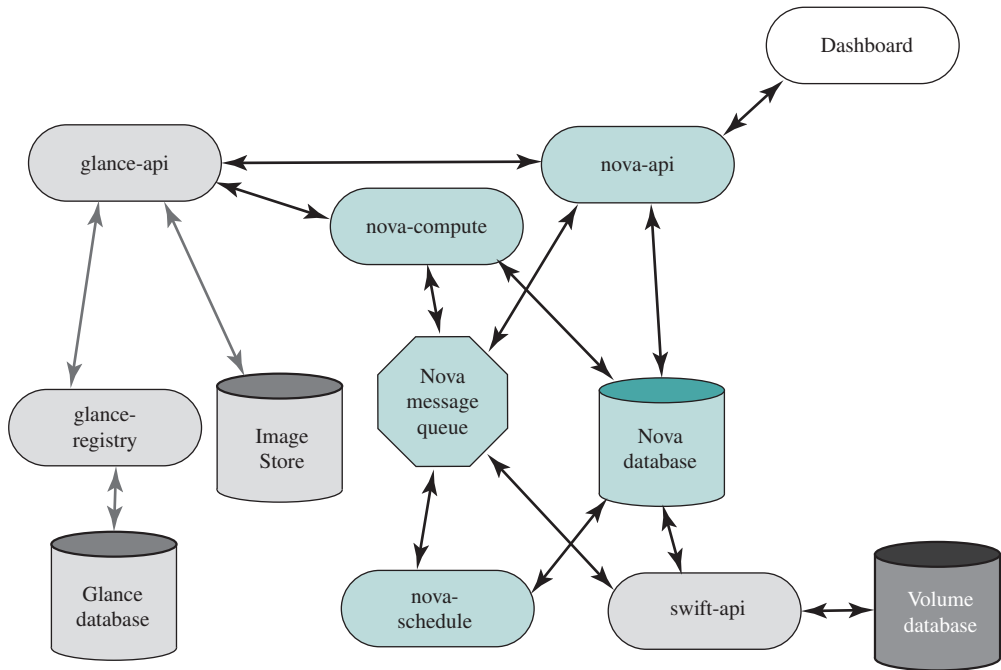 Dashboard
glance-api
nova-api
nova-compute
Nova
message
queue
glance-
registry
Image
Store
Nova
database
Glance
database
nova-
schedule
swift-api
Volume
database